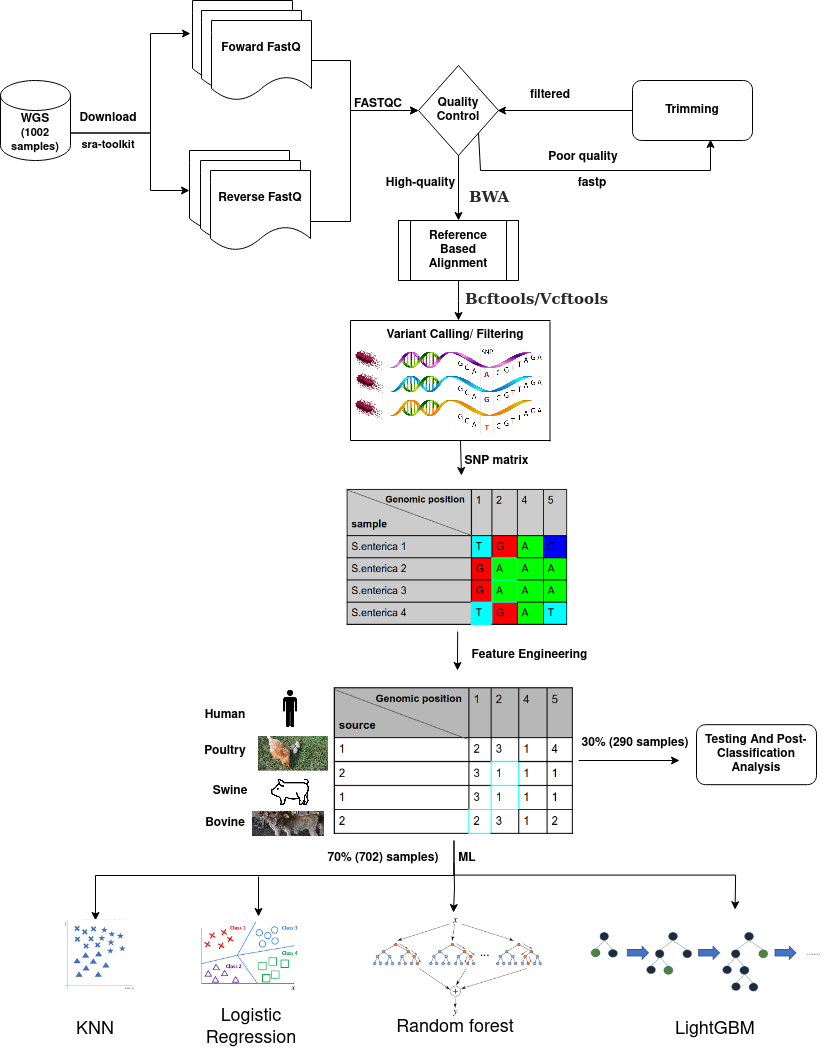 Foward FastQ
WGS
(1002
samples)
Download
sra-toolkit
Reverse FastQ
FASTQC
Quality
Control
filtered
Trimming
Poor quality
fastp
High-quality
BWA
Reference
Based
Alignment
Bcftools/Vcftools
Variant Calling/ Filtering
SNP
G C A A C C G T T A G A
G C A G C G T T A G A
G C A T C G T T A G A
SNP matrix
Genomic position 1 2 4 5
sample
S.enterica 1 T G A C
S.enterica 2 G A A A
S.enterica 3 G A A A
S.enterica 4 T G A T
Feature Engineering
Human
Poultry
Swine
Bovine
Genomic position 1 2 4 5
source
1 2 3 1 4
2 3 1 1 1
1 3 1 1 1
2 2 3 1 2
30% (290 samples)
Testing And Post-
Classification
Analysis
70% (702) samples)
ML
Class 1
Class 3
Class 2
Class 4
x
x
...
+
y
......
KNN
Logistic
Regression
Random forest
LightGBM